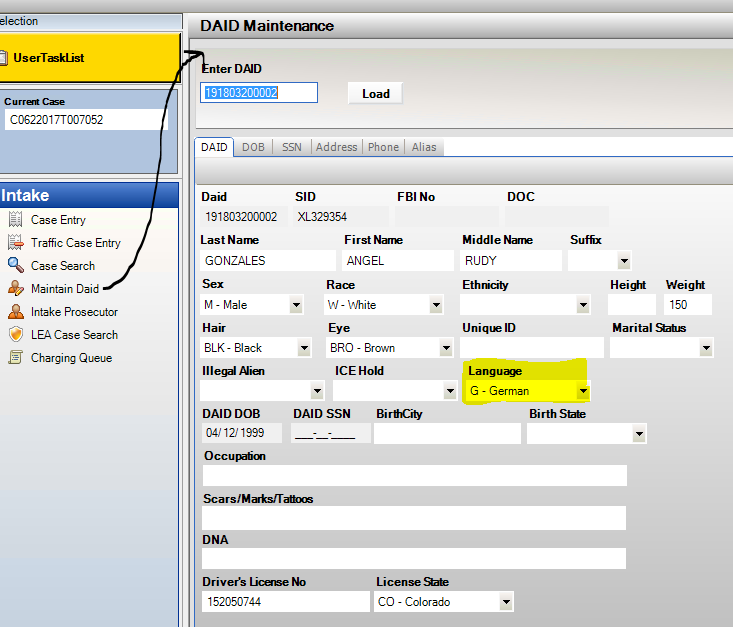 election
DAID Maintenance
UserTaskList
Enter DAID
191803200002
Load
Current Case
C0622017T007052
DAID DOB SSN Address Phone Alias
Intake
Case Entry
Traffic Case Entry
Case Search
Maintain Daid
Intake Prosecutor
LEA Case Search
Charging Queue
Daid SID FBI No DOC
191803200002 XL329354
Last Name First Name Middle Name Suffix
GONZALES ANGEL RUDY
Sex Race Ethnicity Height Weight
M - Male W - White 150
Hair Eye Unique ID Marital Status
BLK - Black BRO - Brown
Illegal Alien ICE Hold Language
G - German
DAID DOB DAID SSN BirthCity Birth State
04/12/1999 ___-__-____
Occupation
Scars/Marks/Tattoos
DNA
Driver's License No License State
152050744 CO - Colorado